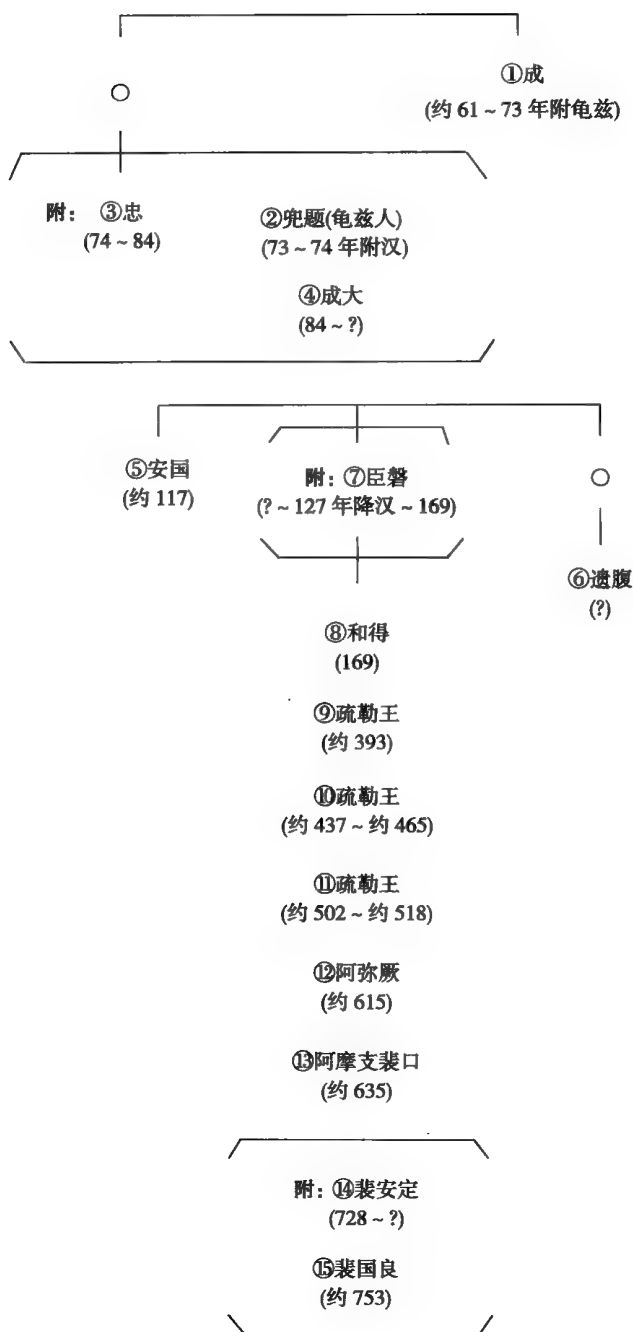 ①成
(约 61 ~ 73 年附龟兹)
附： ③忠
(74 ~ 84)
②兜题(龟兹人)
(73 ~ 74 年附汉)
④成大
(84 ~ ?)
⑤安国
(约 117)
附：⑦臣磐
(? ~ 127 年降汉 ~ 169)
⑥遗腹
(?)
⑧和得
(169)
⑨疏勒王
(约 393)
⑩疏勒王
(约 437 ~ 约 465)
⑪疏勒王
(约 502 ~ 约 518)
⑫阿弥厥
(约 615)
⑬阿摩支裴口
(约 635)
附：⑭裴安定
(728 ~ ?)
⑮裴国良
(约 753)